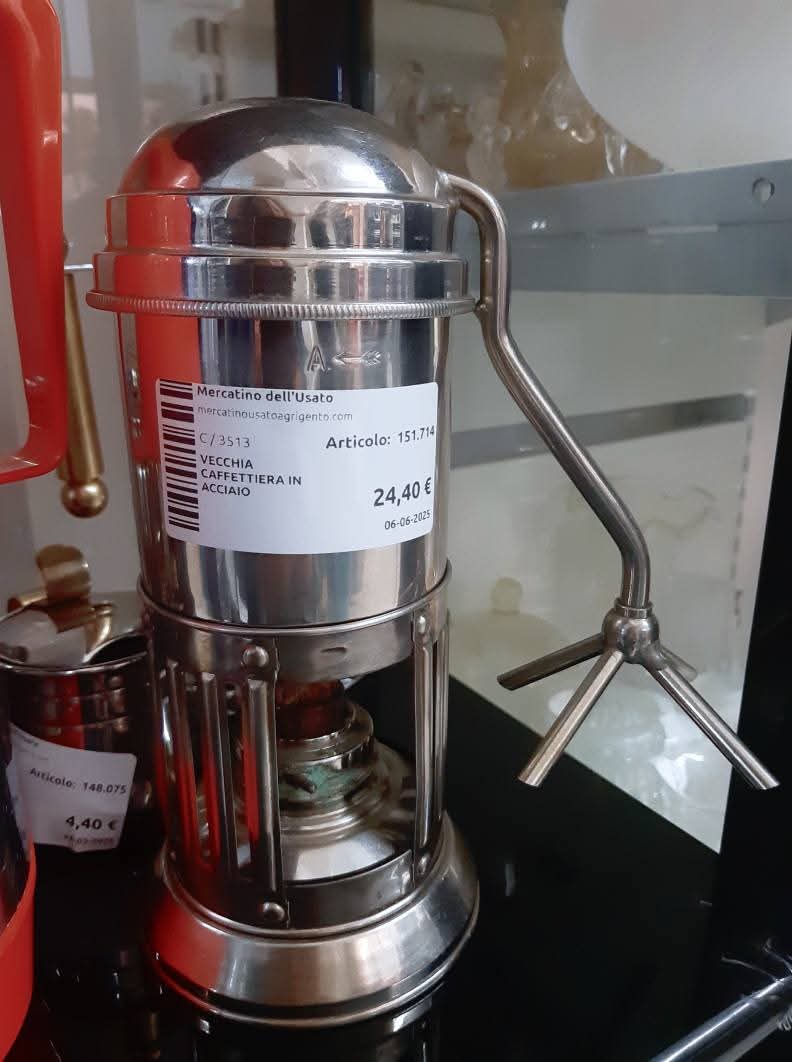 A
Mercatino dell'Usato
mercatinousatoagrigento.com
C/3513
Articolo: 151.714
VECCHIA
CAFFETTIERA IN
ACCIAIO
24,40 €
06-06-2025
Articolo: 148.075
4,40 €